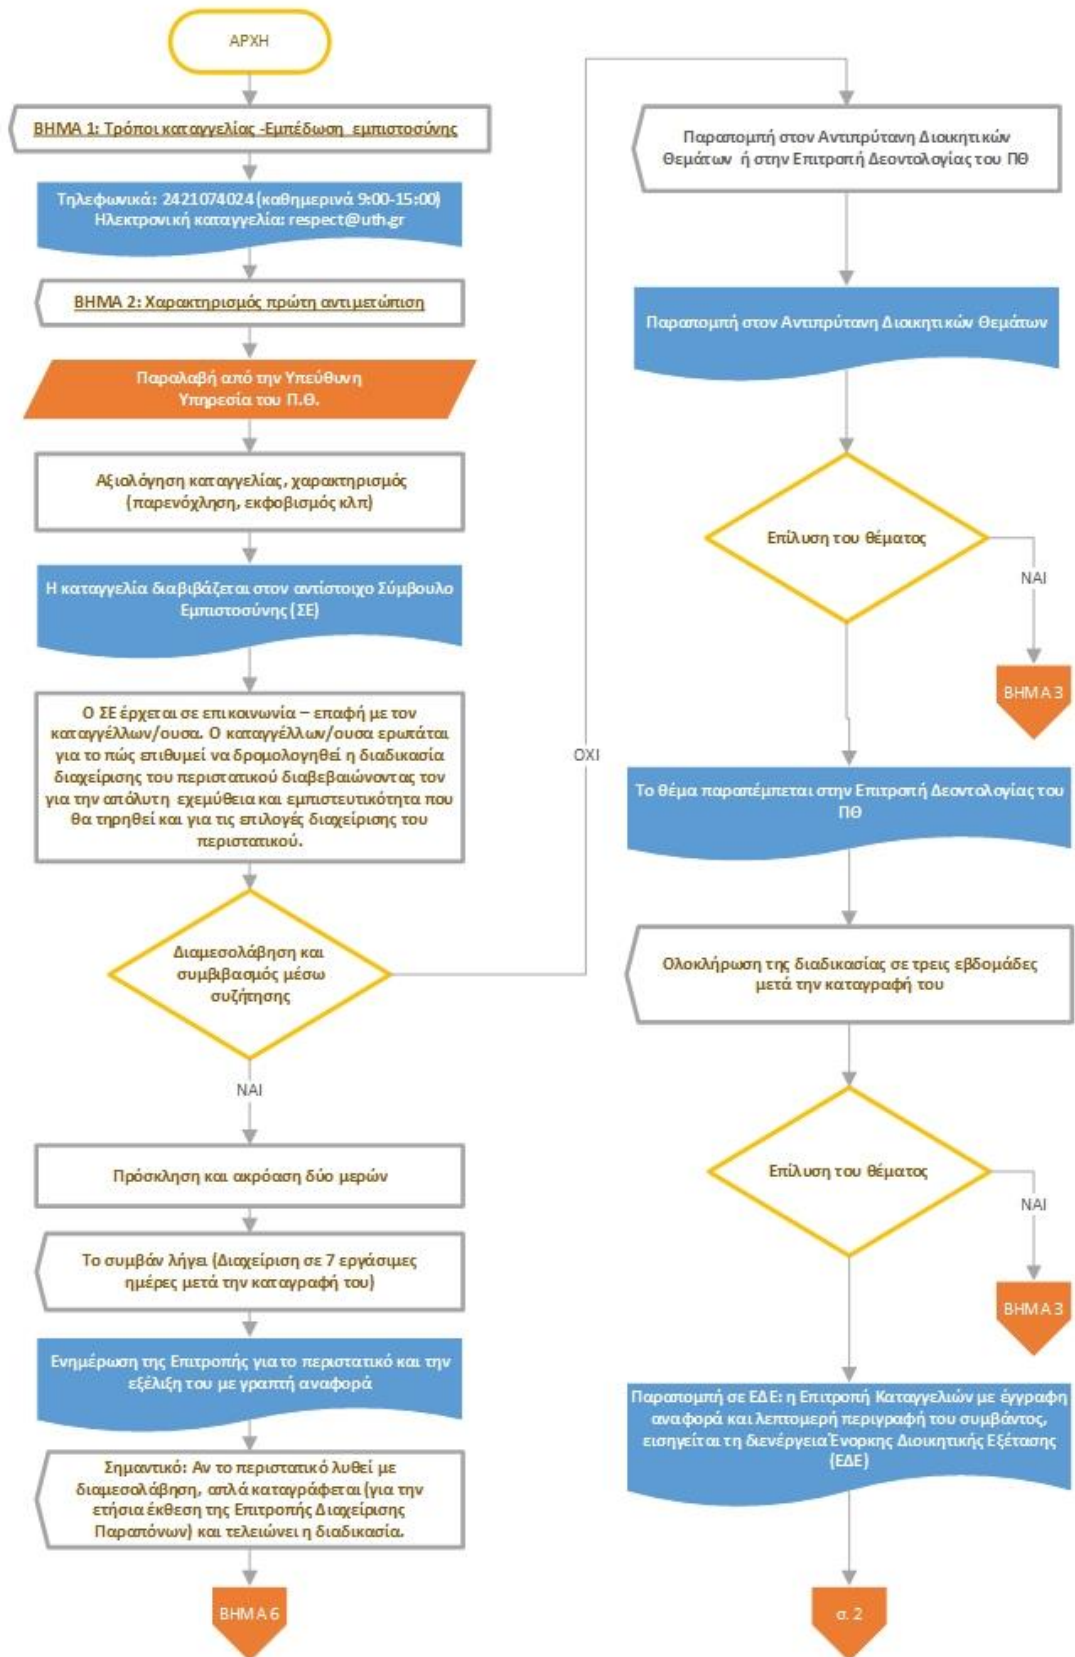 ΑΡΧΗ
ΒΗΜΑ 1: Τρόποι καταγγελίας -Εμπέδωση εμπιστοσύνης
Τηλεφωνικά: 2421074024 (καθημερινά 9:00-15:00)
Ηλεκτρονική καταγγελία: respect@uth.gr
ΒΗΜΑ 2: Χαρακτηρισμός πρώτη αντιμετώπιση
Παραλαβή από την Υπεύθυνη
Υπηρεσία του Π.Θ.
Αξιολόγηση καταγγελίας, χαρακτηρισμός
(παρενόχληση, εκφοβισμός κλπ)
Η καταγγελία διαβιβάζεται στον αντίστοιχο Σύμβουλο
Εμπιστοσύνης (ΣΕ)
Ο ΣΕ έρχεται σε επικοινωνία – επαφή με τον
καταγγέλλων/ουσα. Ο καταγγέλλων/ουσα ερωτάται
για το πώς επιθυμεί να δρομολογηθεί η διαδικασία
διαχείρισης του περιστατικού διαβεβαιώνοντας τον
για την απόλυτη εχεμύθεια και εμπιστευτικότητα που
θα τηρηθεί και για τις επιλογές διαχείρισης του
περιστατικού.
Διαμεσολάβηση και
συμβιβασμός μέσω
συζήτησης
ΝΑΙ
Πρόσκληση και ακρόαση δύο μερών
Το συμβάν λήγει (Διαχείριση σε 7 εργάσιμες
ημέρες μετά την καταγραφή του)
Ενημέρωση της Επιτροπής για το περιστατικό και την
εξέλιξη του με γραπτή αναφορά
Σημαντικό: Αν το περιστατικό λυθεί με
διαμεσολάβηση, απλά καταγράφεται (για την
ετήσια έκθεση της Επιτροπής Διαχείρισης
Παραπόνων) και τελειώνει η διαδικασία.
ΒΗΜΑ 6
ΟΧΙ
Παραπομπή στον Αντιπρύτανη Διοικητικών
Θεμάτων ή στην Επιτροπή Δεοντολογίας του ΠΘ
Παραπομπή στον Αντιπρύτανη Διοικητικών Θεμάτων
Επίλυση του θέματος
ΝΑΙ
ΒΗΜΑ 3
Το θέμα παραπέμπεται στην Επιτροπή Δεοντολογίας του
ΠΘ
Ολοκλήρωση της διαδικασίας σε τρεις εβδομάδες
μετά την καταγραφή του
Επίλυση του θέματος
ΝΑΙ
ΒΗΜΑ 3
Παραπομπή σε ΕΔΕ: η Επιτροπή Καταγγελιών με έγγραφη
αναφορά και λεπτομερή περιγραφή του συμβάντος,
εισηγείται τη διενέργεια Ένορκης Διοικητικής Εξέτασης
(ΕΔΕ)
σ. 2